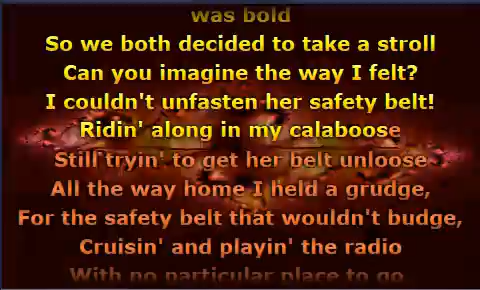 was bold
So we both decided to take a stroll
Can you imagine the way I felt?
I couldn't unfasten her safety belt!
Ridin' along in my calaboose
Still tryin' to get her belt unloose
All the way home I held a grudge,
For the safety belt that wouldn't budge,
Cruisin' and playin' the radio
With no particular place to go